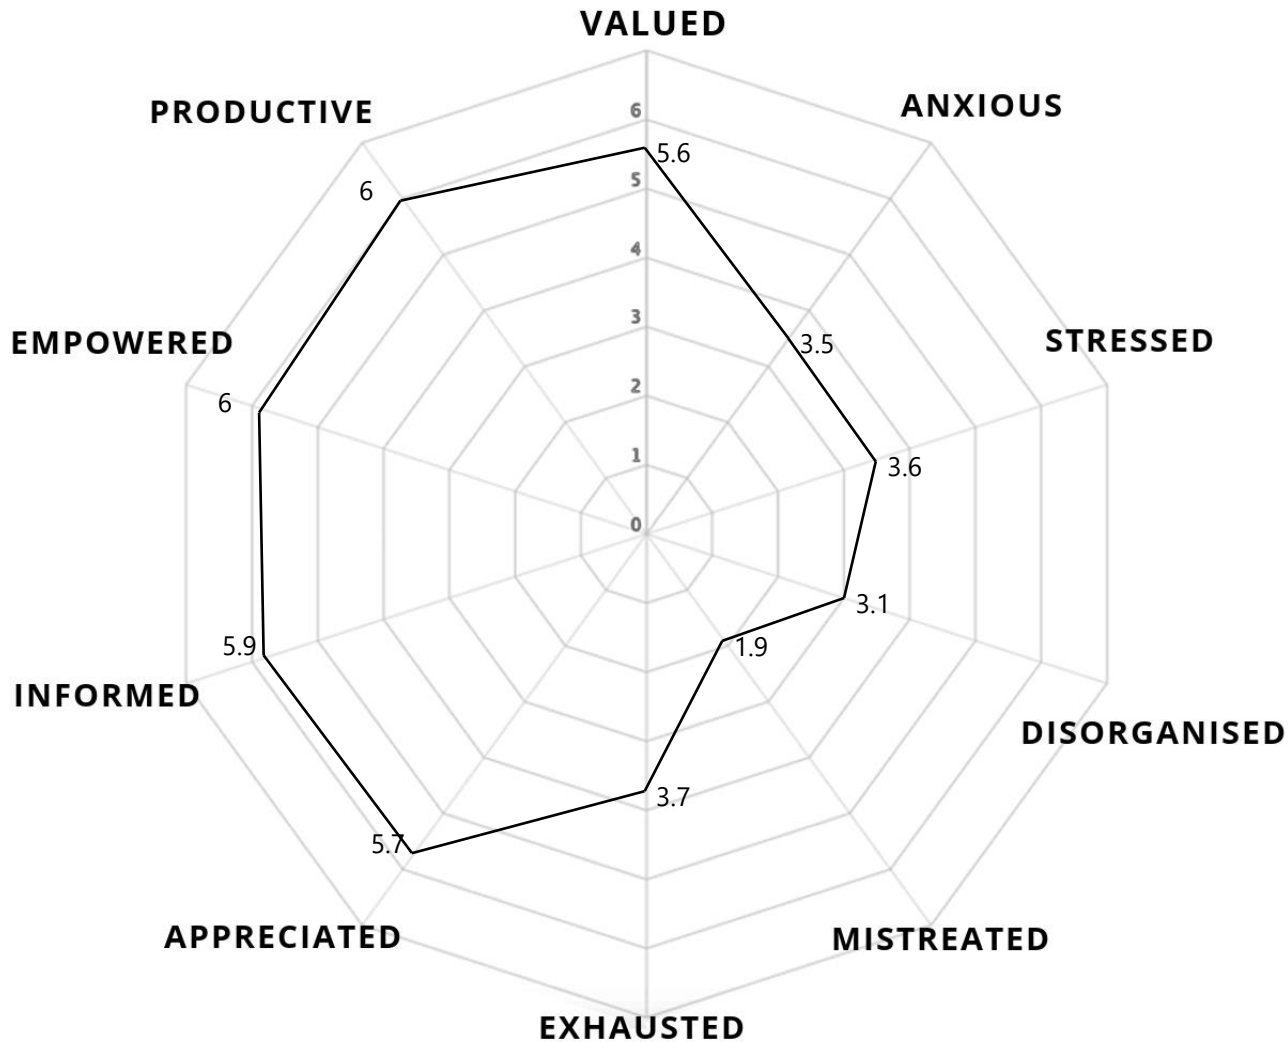 VALUED
ANXIOUS
PRODUCTIVE
6
5.6
5
6
4
3
STRESSED
EMPOWERED
3.5
2
6
1
3.6
0
3.1
5.9
1.9
INFORMED
DISORGANISED
3.7
5.7
APPRECIATED
MISTREATED
EXHAUSTED